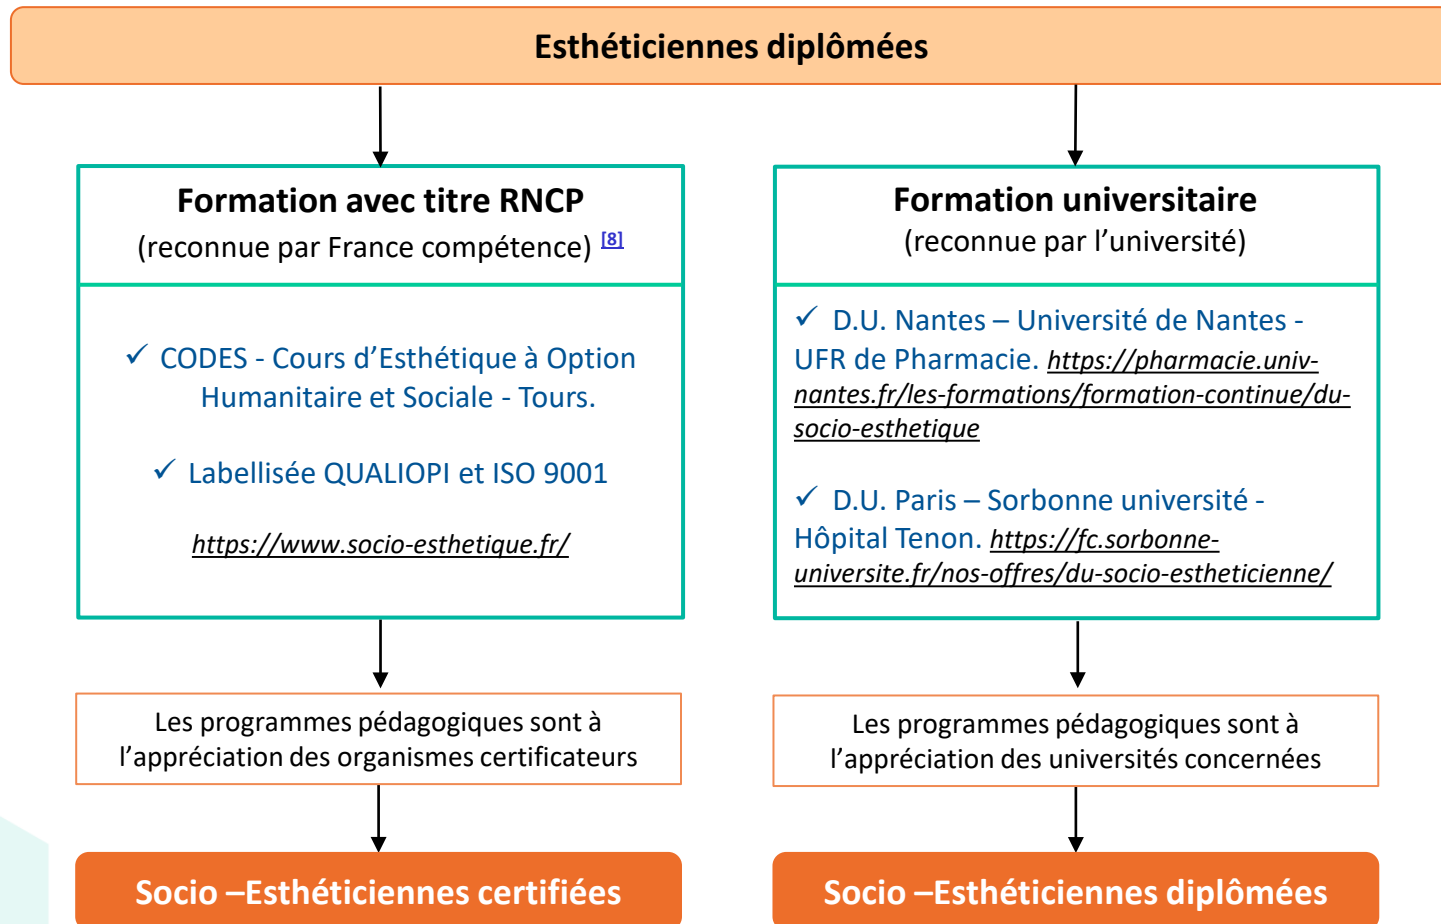 Esthéticiennes diplômées
Formation avec titre RNCP
(reconnue par France compétence) [8]
✓ CODES - Cours d’Esthétique à Option
Humanitaire et Sociale - Tours.
✓ Labellisée QUALIOPI et ISO 9001
https://www.socio-esthetique.fr/
Les programmes pédagogiques sont à
l’appréciation des organismes certificateurs
Socio –Esthéticiennes certifiées
Formation universitaire
(reconnue par l’université)
✓ D.U. Nantes – Université de Nantes -
UFR de Pharmacie. https://pharmacie.univ-
nantes.fr/les-formations/formation-continue/du-
socio-esthetique
✓ D.U. Paris – Sorbonne université -
Hôpital Tenon. https://fc.sorbonne-
universite.fr/nos-offres/du-socio-estheticienne/
Les programmes pédagogiques sont à
l’appréciation des universités concernées
Socio –Esthéticiennes diplômées